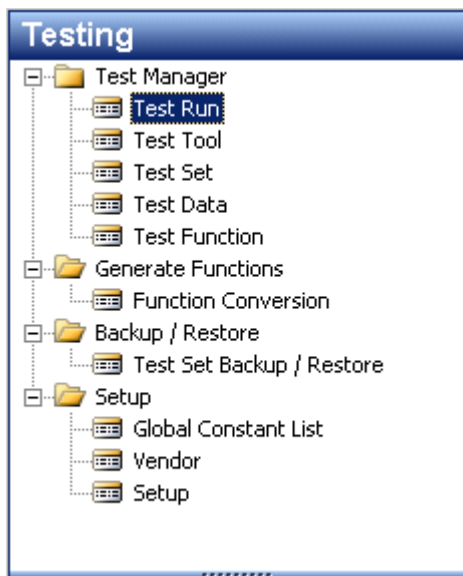 Testing
Test Manager
Test Run
Test Tool
Test Set
Test Data
Test Function
Generate Functions
Function Conversion
Backup / Restore
Test Set Backup / Restore
Setup
Global Constant List
Vendor
Setup